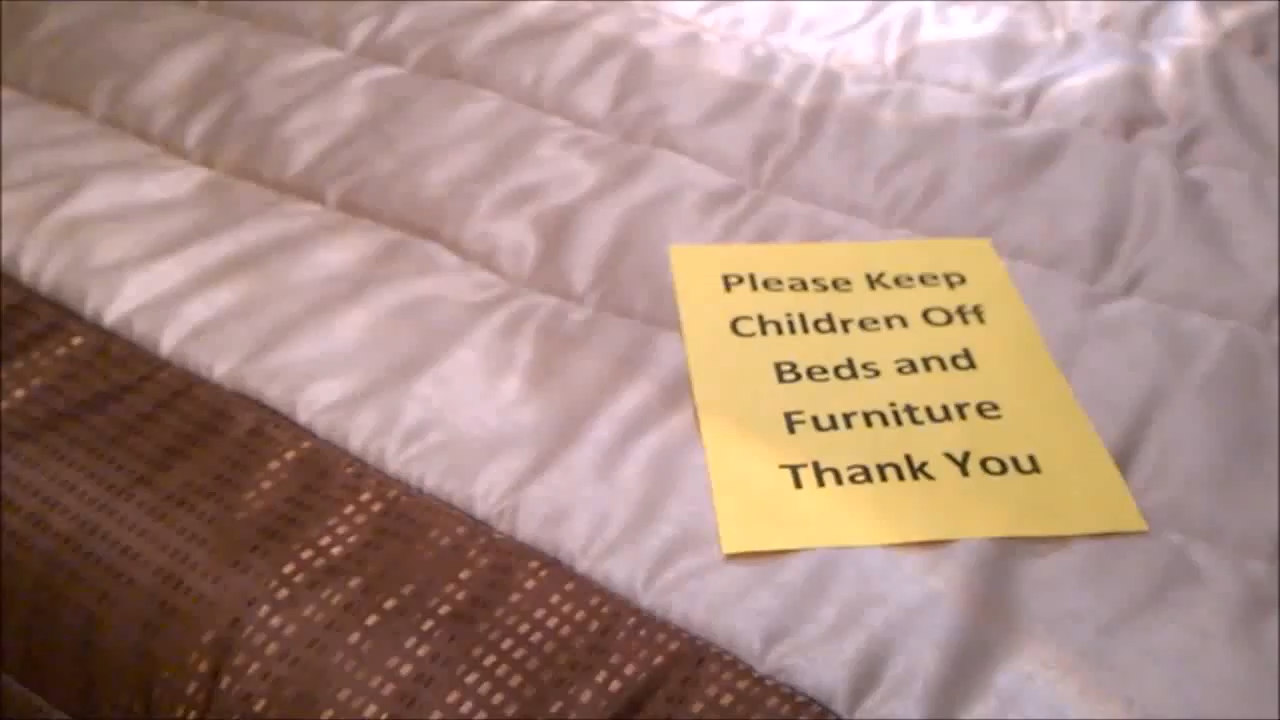 Please Keep
Children Off
Beds and
Furniture
Thank You